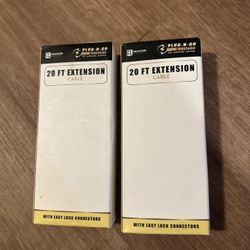 PLUG-N-GO
20 FT EXTENSION
CABLE
WITH EASY LOCK CONNECTORS
PLUG-N-GO
20 FT EXTENSION
CABLE
WITH EASY LOCK CONNECTORS